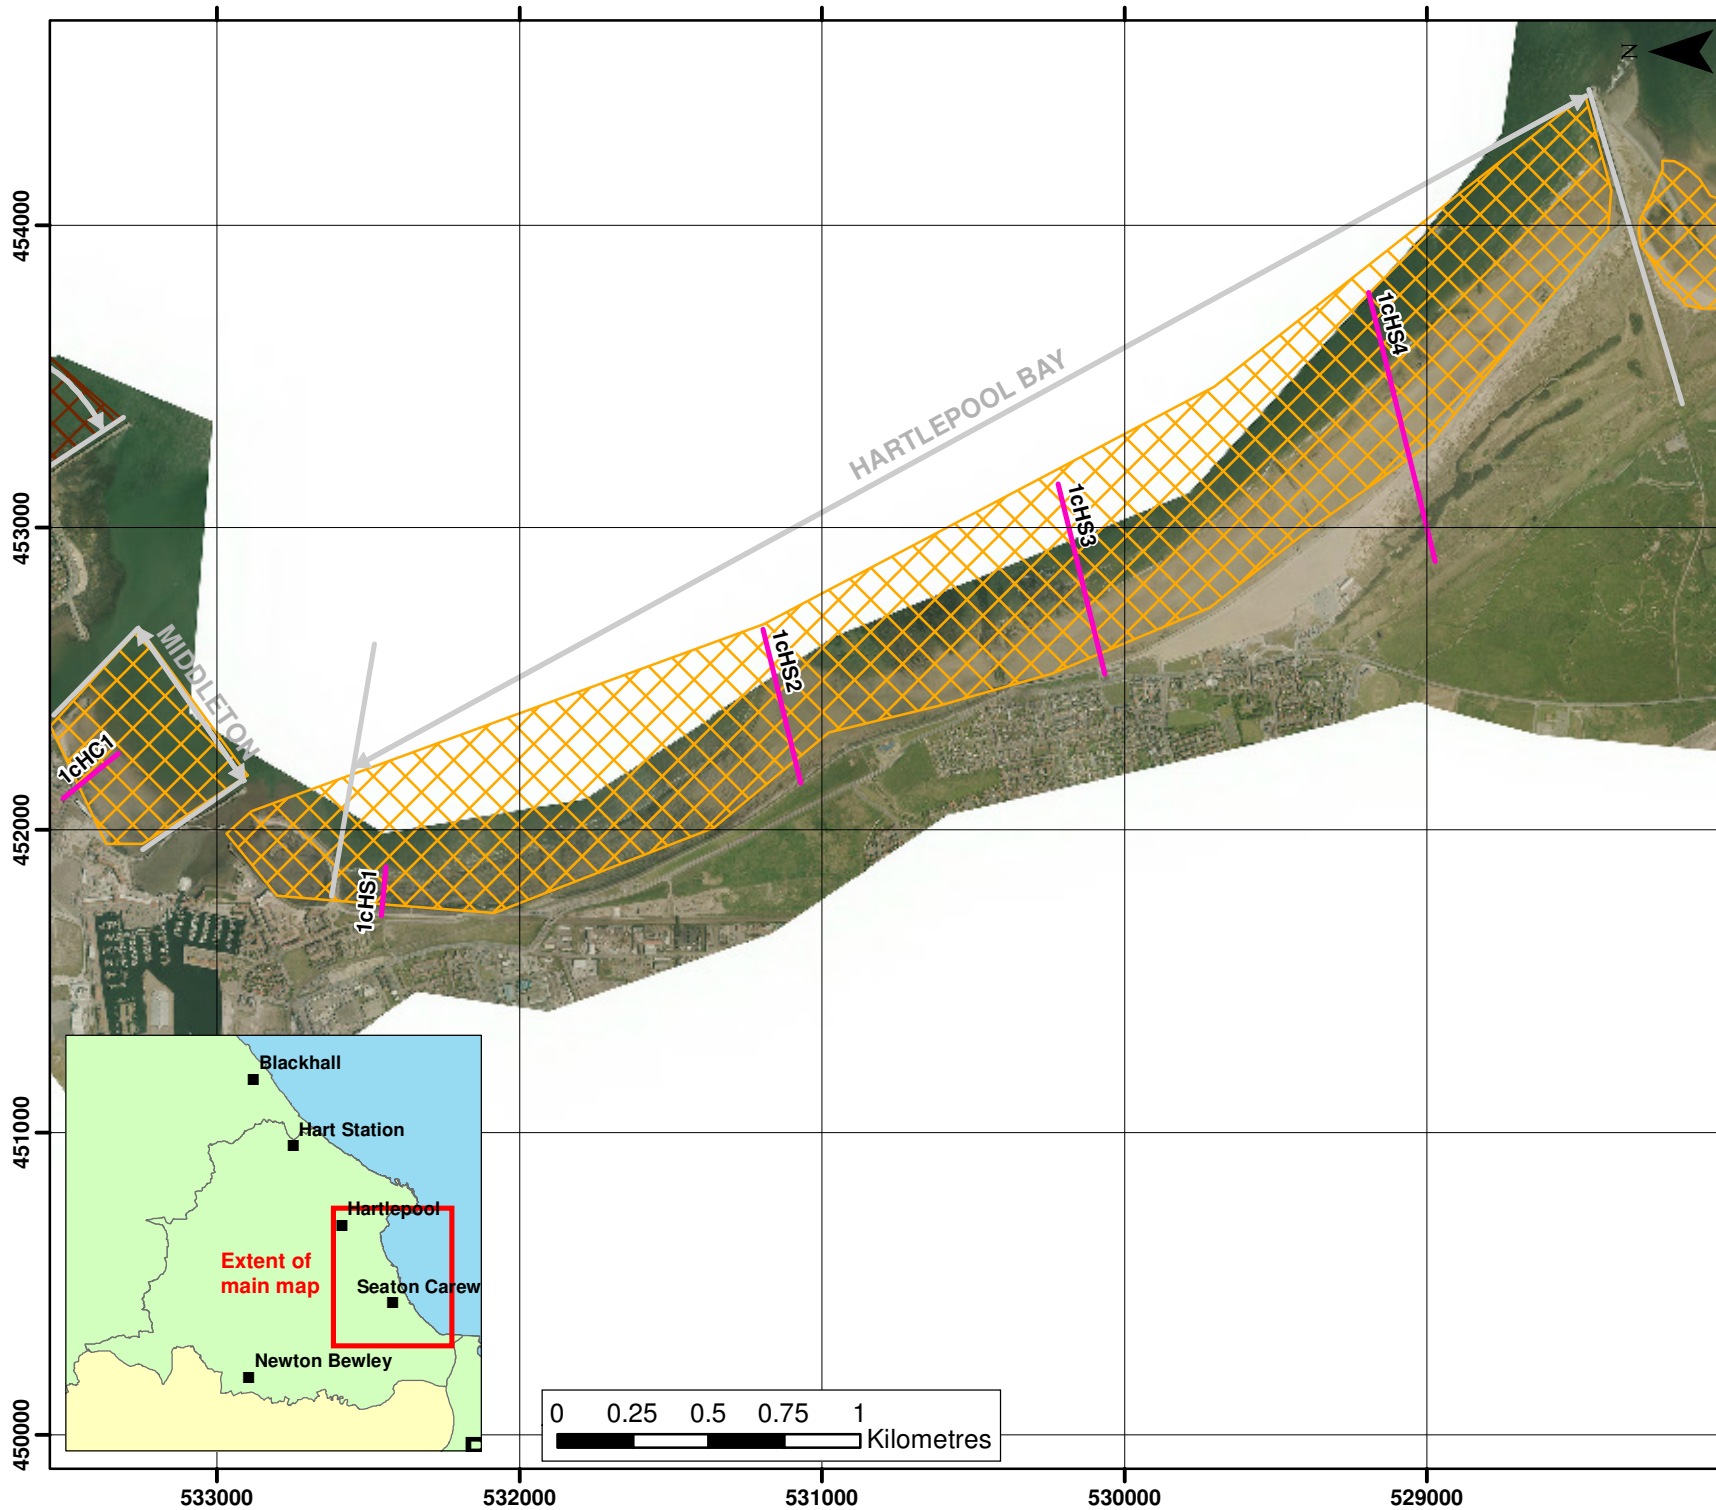 N
454000
453000
452000
451000
450000
HARTLEPOOL BAY
MIDDLETON
1cHC1
1cHS1
1cHS2
1cHS3
1cHS4
Blackhall
Hart Station
Hartlepool
Extent of
main map
Seaton Carew
Newton Bewley
0 0.25 0.5 0.75 1
Kilometres
533000 532000 531000 530000 529000